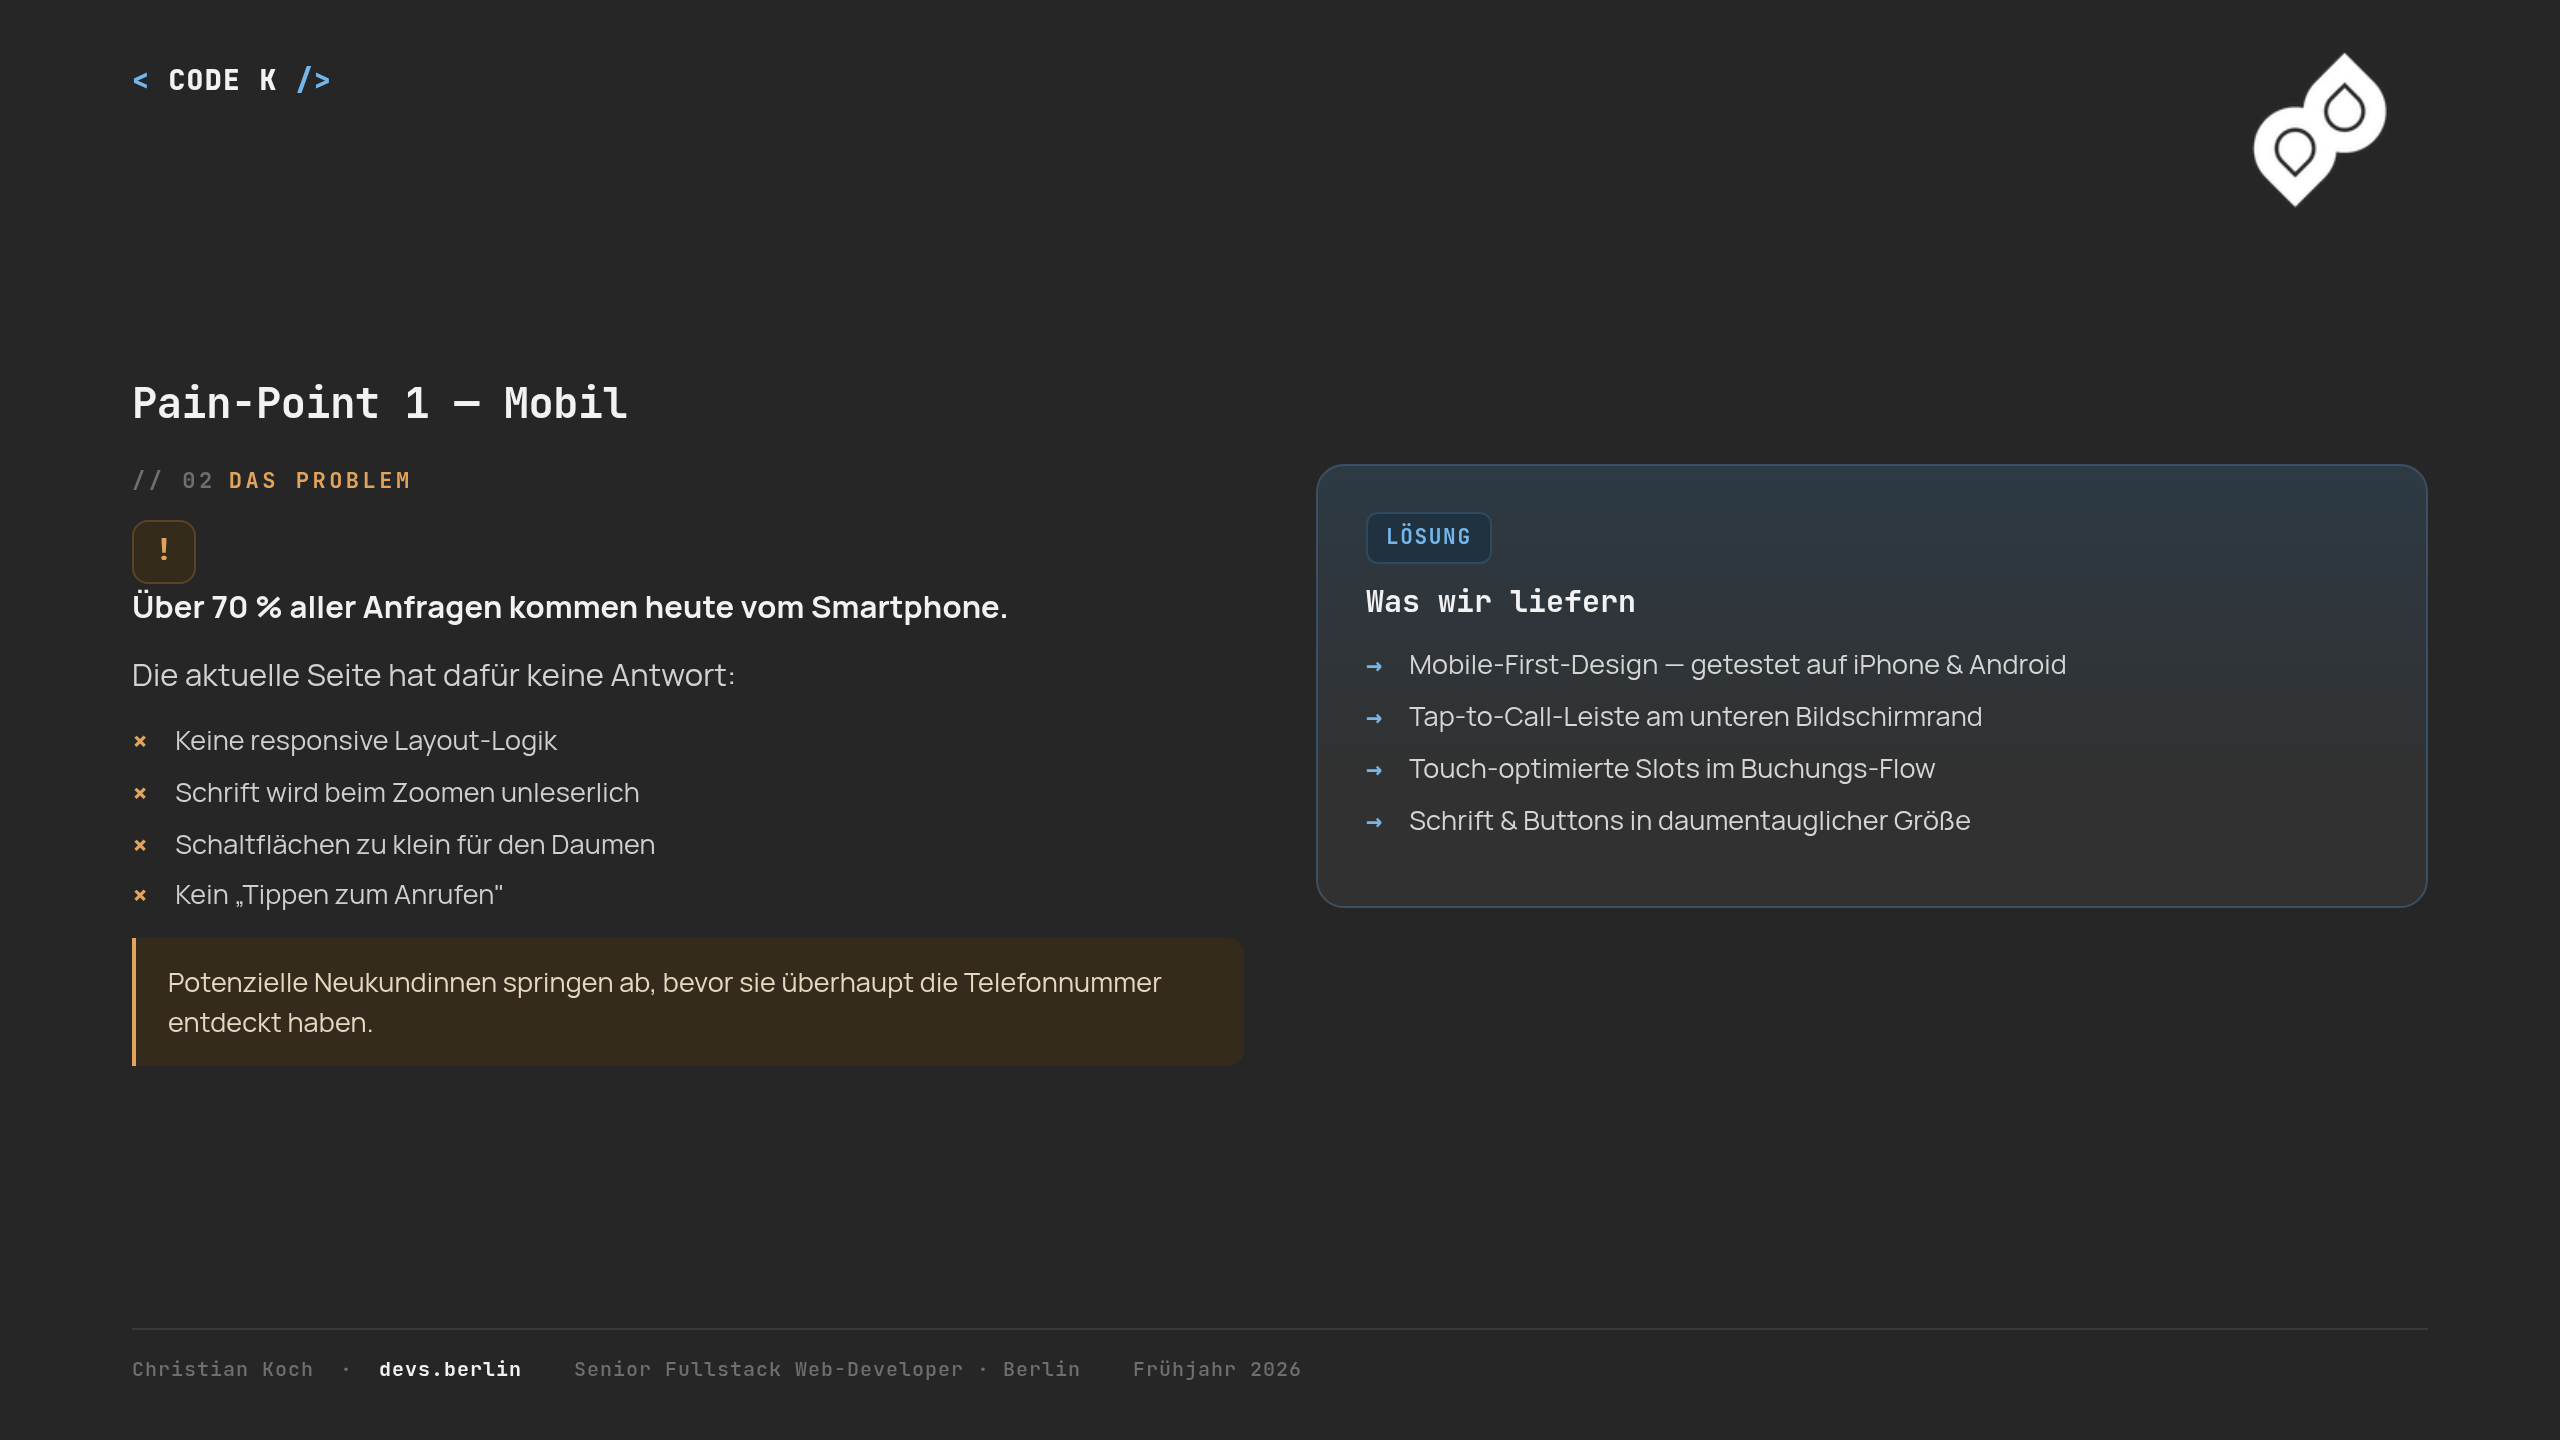 < CODE K />
Pain-Point 1 — Mobil
// 02 DAS PROBLEM
!
Über 70 % aller Anfragen kommen heute vom Smartphone.
Die aktuelle Seite hat dafür keine Antwort:
× Keine responsive Layout-Logik
× Schrift wird beim Zoomen unleserlich
× Schaltflächen zu klein für den Daumen
× Kein „Tippen zum Anrufen"
Potenzielle Neukundinnen springen ab, bevor sie überhaupt die Telefonnummer
entdeckt haben.
LÖSUNG
Was wir liefern
→ Mobile-First-Design — getestet auf iPhone & Android
→ Tap-to-Call-Leiste am unteren Bildschirmrand
→ Touch-optimierte Slots im Buchungs-Flow
→ Schrift & Buttons in daumentauglicher Größe
Christian Koch · devs.berlin Senior Fullstack Web-Developer · Berlin Frühjahr 2026